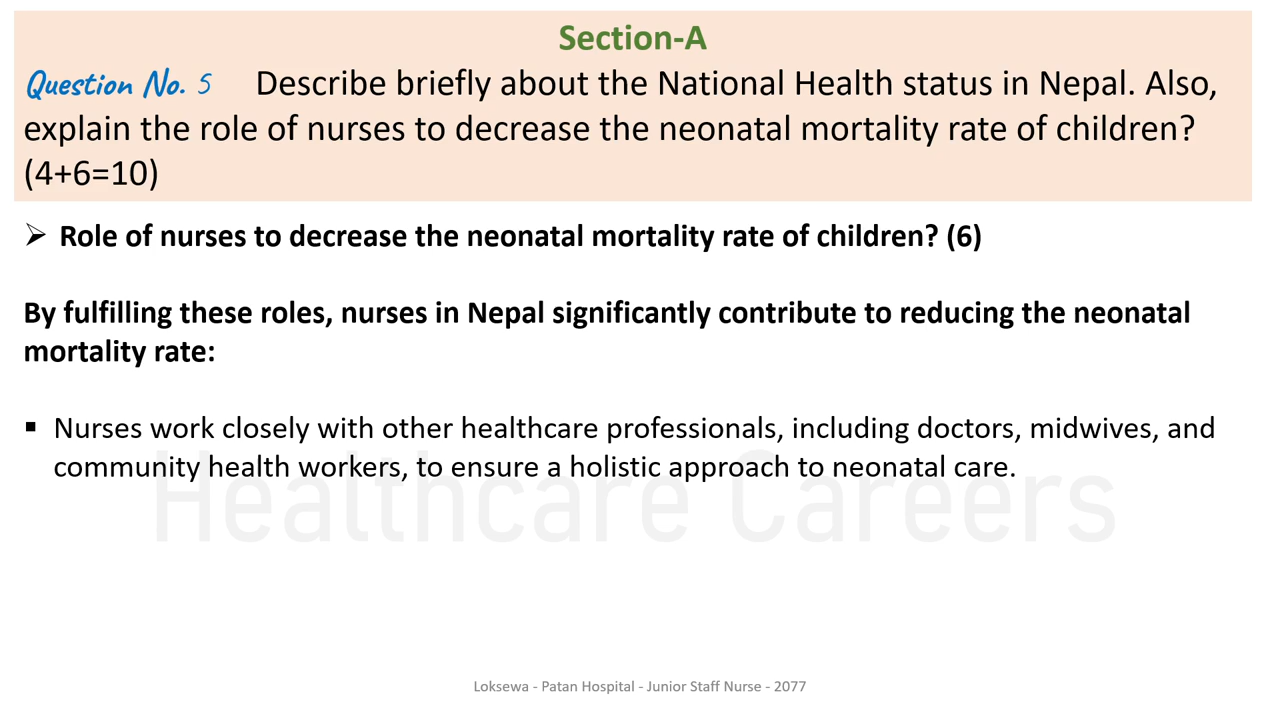 Section-A
Question No. 5 Describe briefly about the National Health status in Nepal. Also,
explain the role of nurses to decrease the neonatal mortality rate of children?
(4+6=10)
➢ Role of nurses to decrease the neonatal mortality rate of children? (6)
By fulfilling these roles, nurses in Nepal significantly contribute to reducing the neonatal
mortality rate:
▪ Nurses work closely with other healthcare professionals, including doctors, midwives, and
community health workers, to ensure a holistic approach to neonatal care.
Healthcare Careers
Loksewa - Patan Hospital - Junior Staff Nurse - 2077